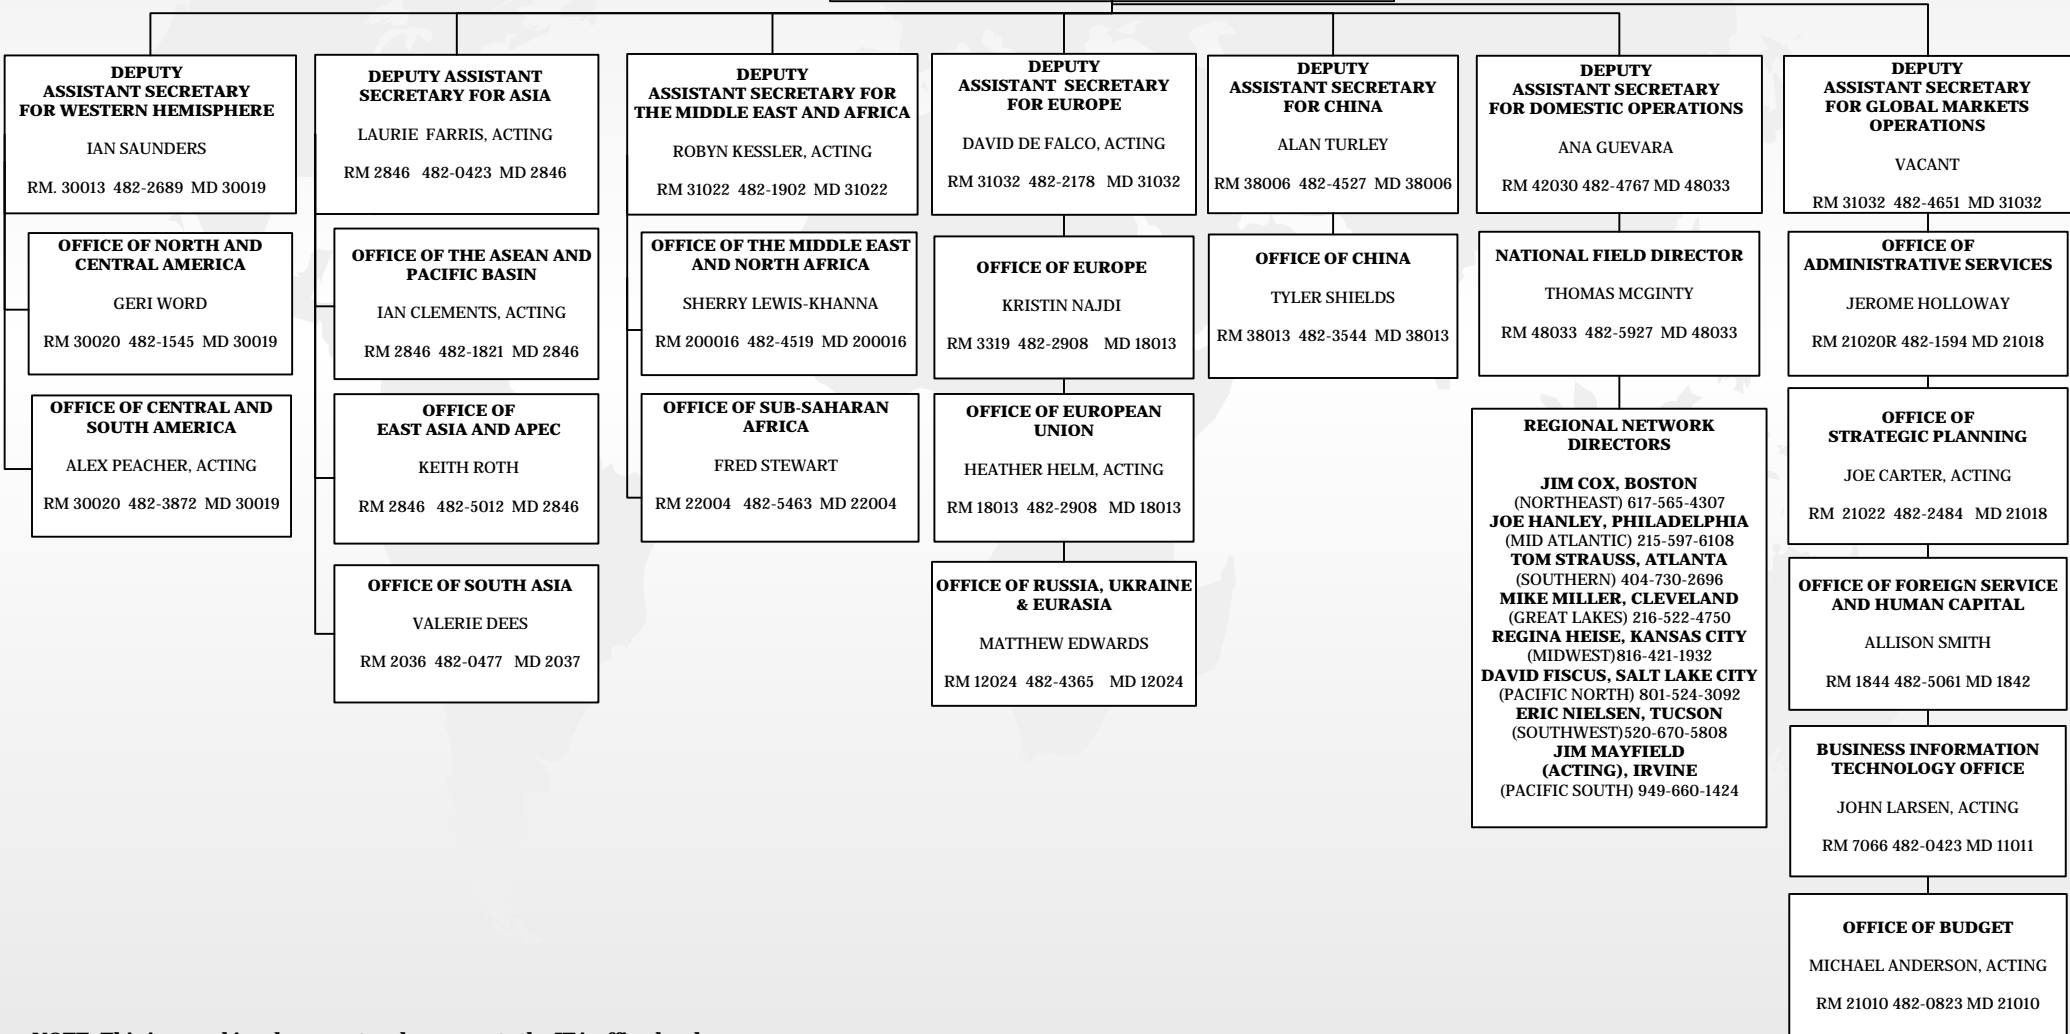 DEPUTY
ASSISTANT SECRETARY
FOR WESTERN HEMISPHERE
IAN SAUNDERS
RM. 30013 482-2689 MD 30019
OFFICE OF NORTH AND
CENTRAL AMERICA
GERI WORD
RM 30020 482-1545 MD 30019
OFFICE OF CENTRAL AND
SOUTH AMERICA
ALEX PEACHER, ACTING
RM 30020 482-3872 MD 30019
DEPUTY ASSISTANT
SECRETARY FOR ASIA
LAURIE FARRIS, ACTING
RM 2846 482-0423 MD 2846
OFFICE OF THE ASEAN AND
PACIFIC BASIN
IAN CLEMENTS, ACTING
RM 2846 482-1821 MD 2846
OFFICE OF
EAST ASIA AND APEC
KEITH ROTH
RM 2846 482-5012 MD 2846
OFFICE OF SOUTH ASIA
VALERIE DEES
RM 2036 482-0477 MD 2037
DEPUTY
ASSISTANT SECRETARY FOR
THE MIDDLE EAST AND AFRICA
ROBYN KESSLER, ACTING
RM 31022 482-1902 MD 31022
OFFICE OF THE MIDDLE EAST
AND NORTH AFRICA
SHERRY LEWIS-KHANNA
RM 200016 482-4519 MD 200016
OFFICE OF SUB-SAHARAN
AFRICA
FRED STEWART
RM 22004 482-5463 MD 22004
DEPUTY
ASSISTANT SECRETARY
FOR EUROPE
DAVID DE FALCO, ACTING
RM 31032 482-2178 MD 31032
OFFICE OF EUROPE
KRISTIN NAJDI
RM 3319 482-2908 MD 18013
OFFICE OF EUROPEAN
UNION
HEATHER HELM, ACTING
RM 18013 482-2908 MD 18013
OFFICE OF RUSSIA, UKRAINE
& EURASIA
MATTHEW EDWARDS
RM 12024 482-4365 MD 12024
DEPUTY
ASSISTANT SECRETARY
FOR CHINA
ALAN TURLEY
RM 38006 482-4527 MD 38006
OFFICE OF CHINA
TYLER SHIELDS
RM 38013 482-3544 MD 38013
DEPUTY
ASSISTANT SECRETARY
FOR DOMESTIC OPERATIONS
ANA GUEVARA
RM 42030 482-4767 MD 48033
NATIONAL FIELD DIRECTOR
THOMAS MCGINTY
RM 48033 482-5927 MD 48033
REGIONAL NETWORK
DIRECTORS
JIM COX, BOSTON
(NORTHEAST) 617-565-4307
JOE HANLEY, PHILADELPHIA
(MID ATLANTIC) 215-597-6108
TOM STRAUSS, ATLANTA
(SOUTHERN) 404-730-2696
MIKE MILLER, CLEVELAND
(GREAT LAKES) 216-522-4750
REGINA HEISE, KANSAS CITY
(MIDWEST)816-421-1932
DAVID FISCUS, SALT LAKE CITY
(PACIFIC NORTH) 801-524-3092
ERIC NIELSEN, TUCSON
(SOUTHWEST)520-670-5808
JIM MAYFIELD
(ACTING), IRVINE
(PACIFIC SOUTH) 949-660-1424
DEPUTY
ASSISTANT SECRETARY
FOR GLOBAL MARKETS
OPERATIONS
VACANT
RM 31032 482-4651 MD 31032
OFFICE OF
ADMINISTRATIVE SERVICES
JEROME HOLLOWAY
RM 21020R 482-1594 MD 21018
OFFICE OF
STRATEGIC PLANNING
JOE CARTER, ACTING
RM 21022 482-2484 MD 21018
OFFICE OF FOREIGN SERVICE
AND HUMAN CAPITAL
ALLISON SMITH
RM 1844 482-5061 MD 1842
BUSINESS INFORMATION
TECHNOLOGY OFFICE
JOHN LARSEN, ACTING
RM 7066 482-0423 MD 11011
OFFICE OF BUDGET
MICHAEL ANDERSON, ACTING
RM 21010 482-0823 MD 21010